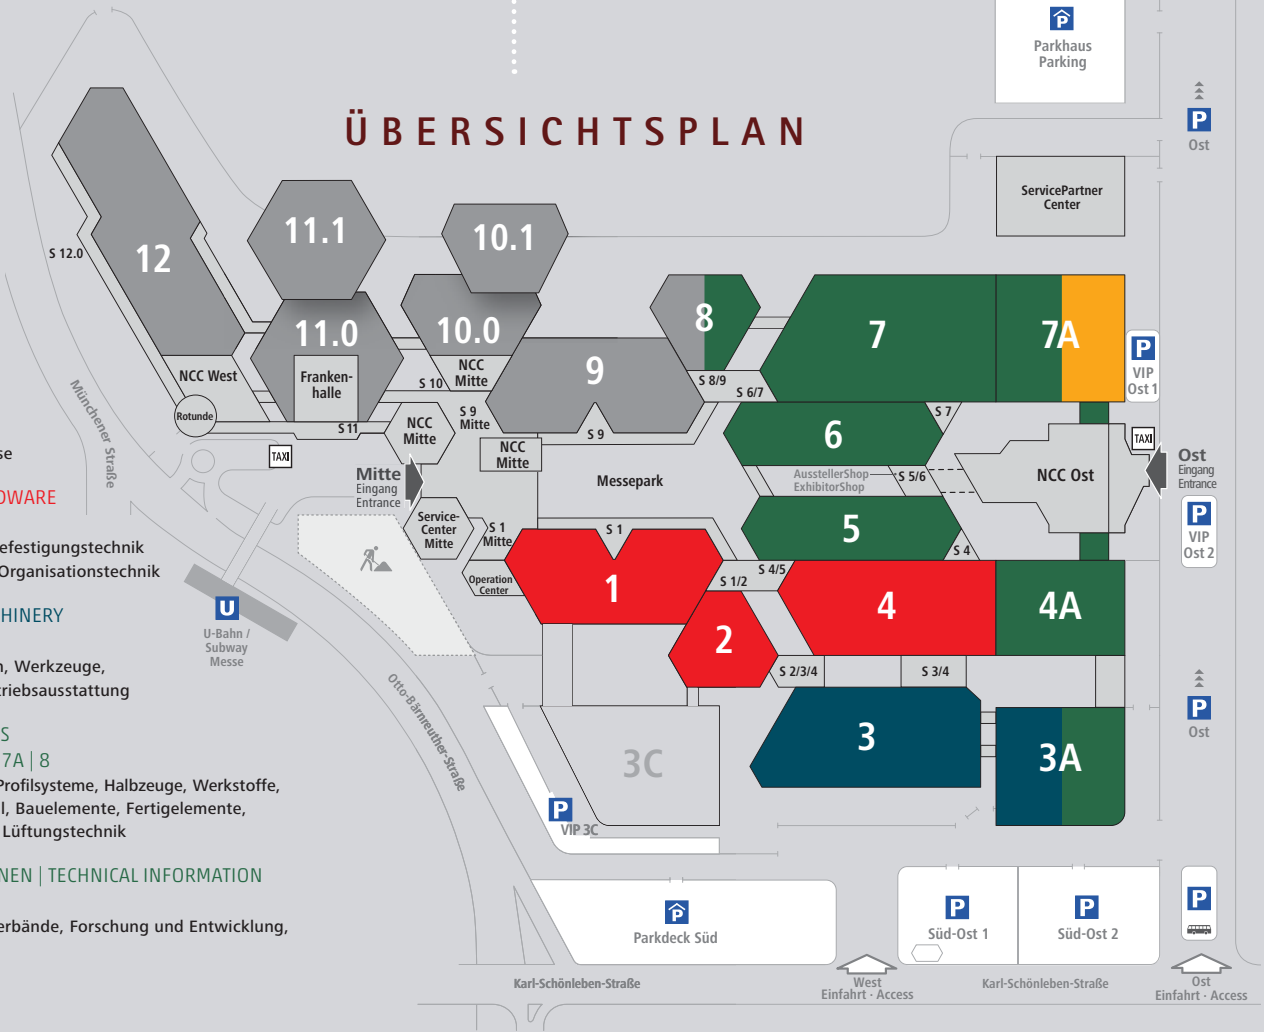 P
Parkhaus
Parking
ÜBERSICHTSPLAN
P
Ost
ServicePartner
Center
11.1
10.1
12
S 12.0
11.0
10.0
8
7
7A
9
NCC West
Franken-
halle
NCC
Mitte
S 10
S 8/9
S 6/7
P
VIP
Ost 1
Rotunde
S 11
NCC
Mitte
S 9
Mitte
S 9
NCC
Mitte
6
S 7
TAXI
TAXI
Mitte
Eingang
Entrance
Messepark
AusstellerShop
ExhibitorShop
S 5/6
NCC Ost
Ost
Eingang
Entrance
Münchener Straße
se
DWARE
efestigungstechnik
Organisationstechnik
HINERY
n, Werkzeuge,
triebsausstattung
S
7A | 8
Profilsysteme, Halbzeuge, Werkstoffe,
l, Bauelemente, Fertigelemente,
Lüftungstechnik
NEN | TECHNICAL INFORMATION
erbände, Forschung und Entwicklung,
Service-
Center
Mitte
S 1
Mitte
S 1
5
S 4
P
VIP
Ost 2
Operation
Center
1
S 1/2
S 4/5
4
4A
U
U-Bahn /
Subway
Messe
2
S 2/3/4
S 3/4
Otto-Bärnreuther-Straße
3
3A
3C
P
Ost
P
VIP 3C
P
Parkdeck Süd
P
Süd-Ost 1
P
Süd-Ost 2
P
Karl-Schönleben-Straße
West
Einfahrt · Access
Karl-Schönleben-Straße
Ost
Einfahrt · Access